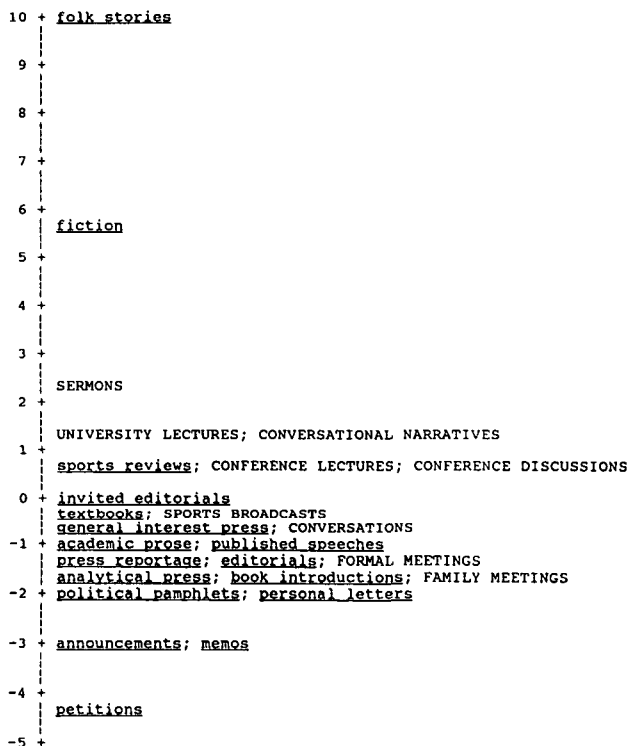 10 + folk stories
9 +
8 +
7 +
6 +
fiction
5 +
4 +
3 +
SERMONS
2 +
UNIVERSITY LECTURES; CONVERSATIONAL NARRATIVES
1 +
sports reviews; CONFERENCE LECTURES; CONFERENCE DISCUSSIONS
0 + invited editorials
textbooks; SPORTS BROADCASTS
general interest press; CONVERSATIONS
-1 + academic prose; published speeches
press reportage; editorials; FORMAL MEETINGS
analytical press; book introductions; FAMILY MEETINGS
-2 + political pamphlets; personal letters
-3 + announcements; memos
-4 +
petitions
-5 +